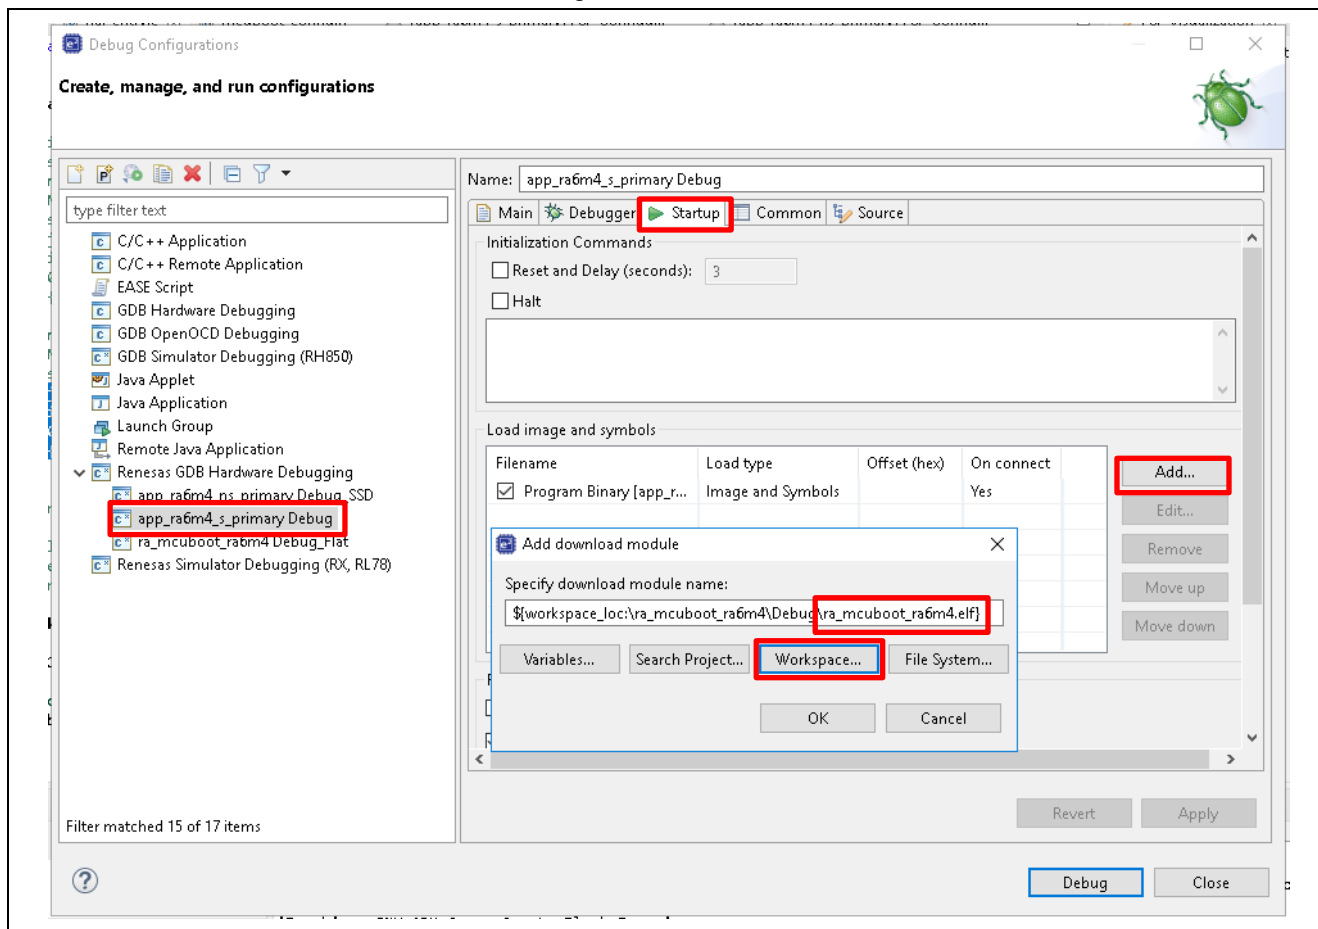 Debug Configurations
Create, manage, and run configurations
Name: app_ra6m4_s_primary Debug
type filter text
Main Debugger Startup Common Source
C/C++ Application
C/C++ Remote Application
EASE Script
GDB Hardware Debugging
GDB OpenOCD Debugging
GDB Simulator Debugging (RH850)
Java Applet
Java Application
Launch Group
Remote Java Application
Renesas GDB Hardware Debugging
app_ra6m4_ns_primary Debug_SSD
app_ra6m4_s_primary Debug
ra_mcuboot_ra6m4 Debug_Flat
Renesas Simulator Debugging (RX, RL78)
Filter matched 15 of 17 items
Initialization Commands
Reset and Delay (seconds): 3
Halt
Load image and symbols
Filename Load type Offset (hex) On connect
Program Binary [app_r... Image and Symbols Yes
Add...
Edit...
Remove
Move up
Move down
Add download module
Specify download module name:
${workspace_loc:\ra_mcuboot_ra6m4\Debug\ra_mcuboot_ra6m4.elf}
Variables... Search Project... Workspace... File System...
OK Cancel
Revert Apply
Debug Close